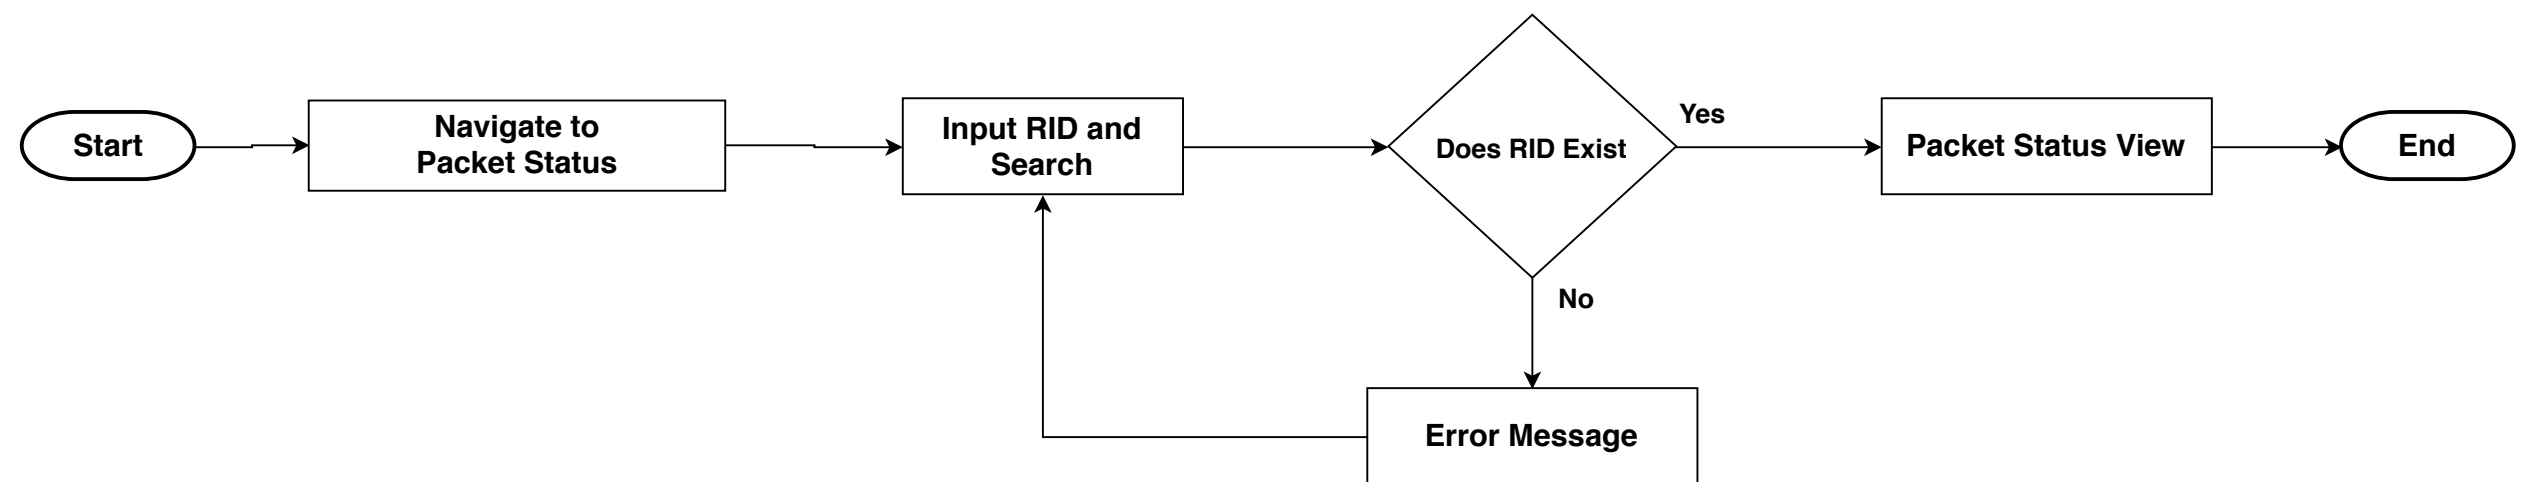 Start
Navigate to
Packet Status
Input RID and
Search
Does RID Exist
Yes
Packet Status View
End
No
Error Message